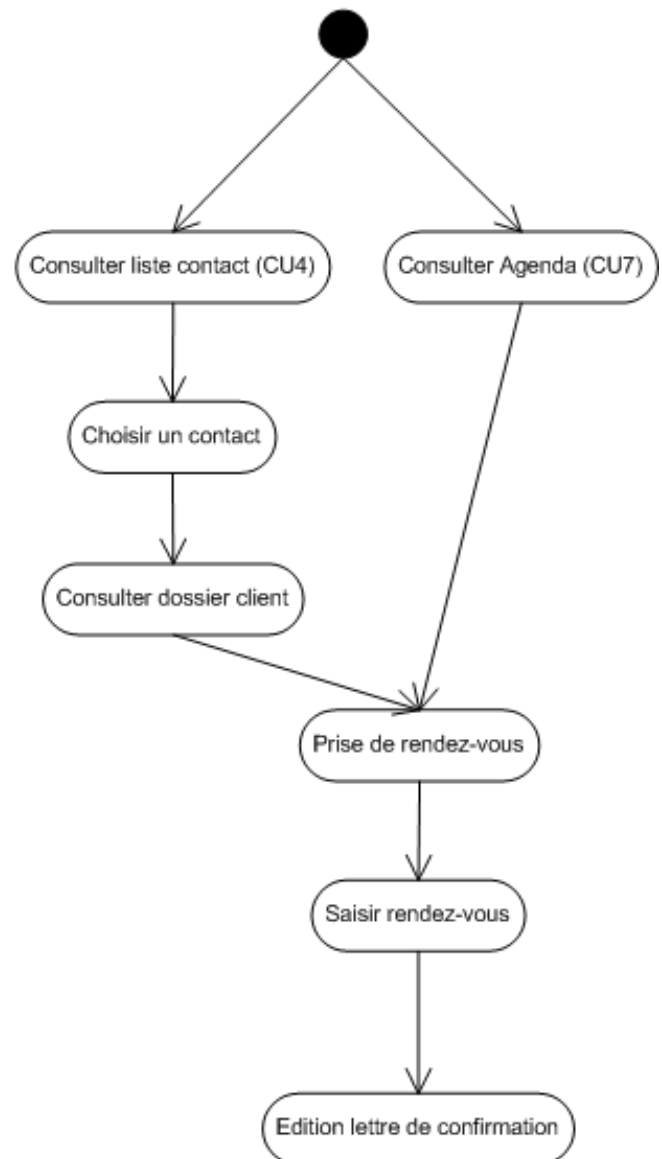 Consulter liste contact (CU4)
Consulter Agenda (CU7)
Choisir un contact
Consulter dossier client
Prise de rendez-vous
Saisir rendez-vous
Edition lettre de confirmation